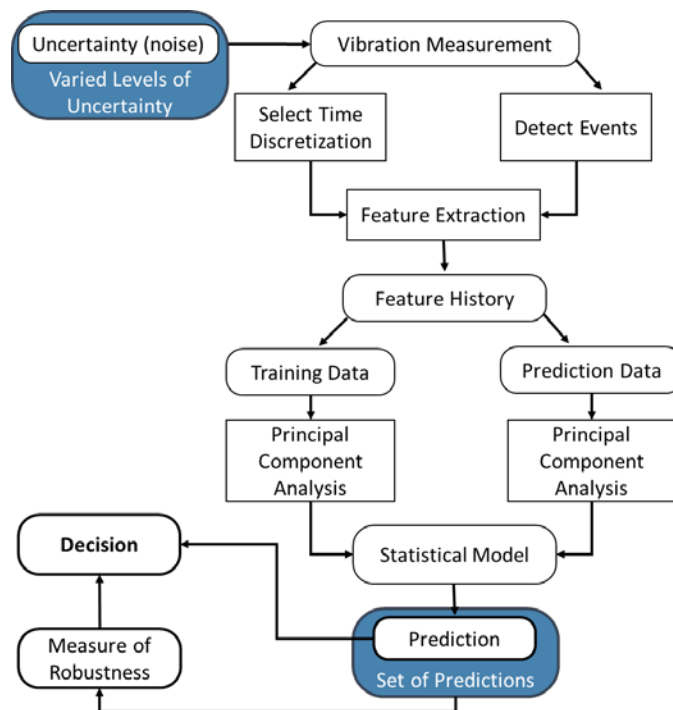 Uncertainty (noise)
Varied Levels of
Uncertainty
Vibration Measurement
Select Time
Discretization
Detect Events
Feature Extraction
Feature History
Training Data
Prediction Data
Principal
Component
Analysis
Principal
Component
Analysis
Decision
Statistical Model
Measure of
Robustness
Prediction
Set of Predictions